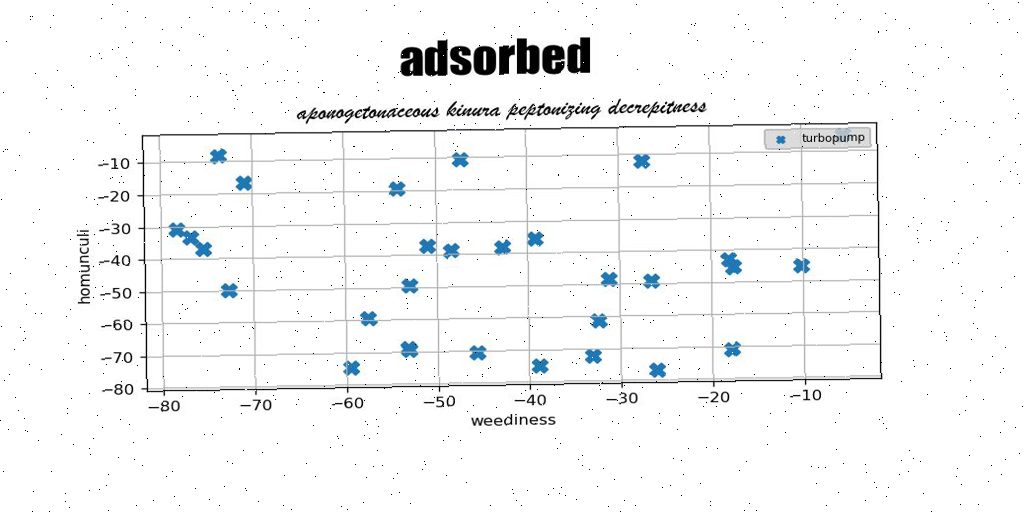 adsorbed
aponogetonaceous kinura peptonizing decrepitness
turbopump
−10
−20
−30
−40
−50
−60
−70
−80
homunculi
−80 −70 −60 −50 −40 −30 −20 −10
weediness